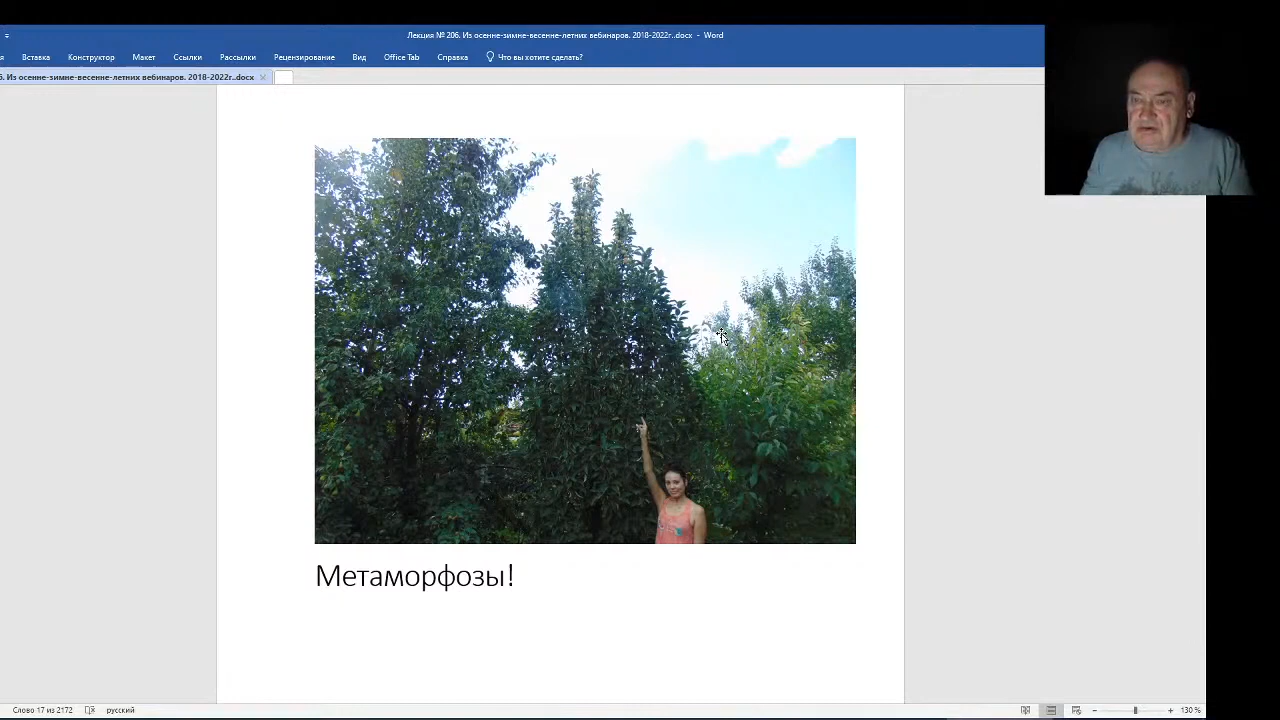 Лекция № 206. Из осенне-зимне-весенне-летних вебинаров. 2018-2022г..docx - Word
Вставка Конструктор Макет Ссылки Рассылки Рецензирование Вид Office Tab Справка Что вы хотите сделать?
6. Из осенне-зимне-весенне-летних вебинаров. 2018-2022г..docx
Метаморфозы!
Слово 17 из 2172 русский 130 %